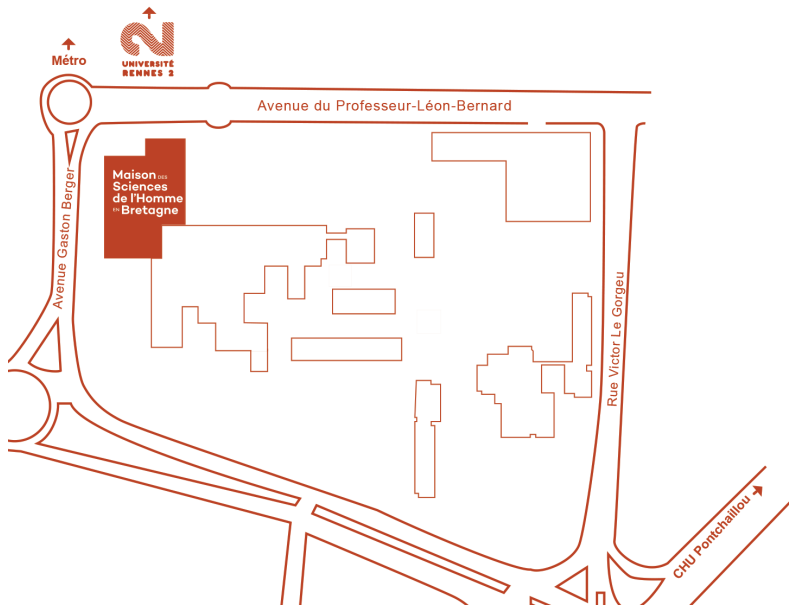 Métro
2
UNIVERSITÉ
RENNES 2
Avenue du Professeur-Léon-Bernard
Maison DES
Sciences
de l'Homme
EN Bretagne
Avenue Gaston Berger
Rue Victor Le Gorgeu
CHU Pontchaillou